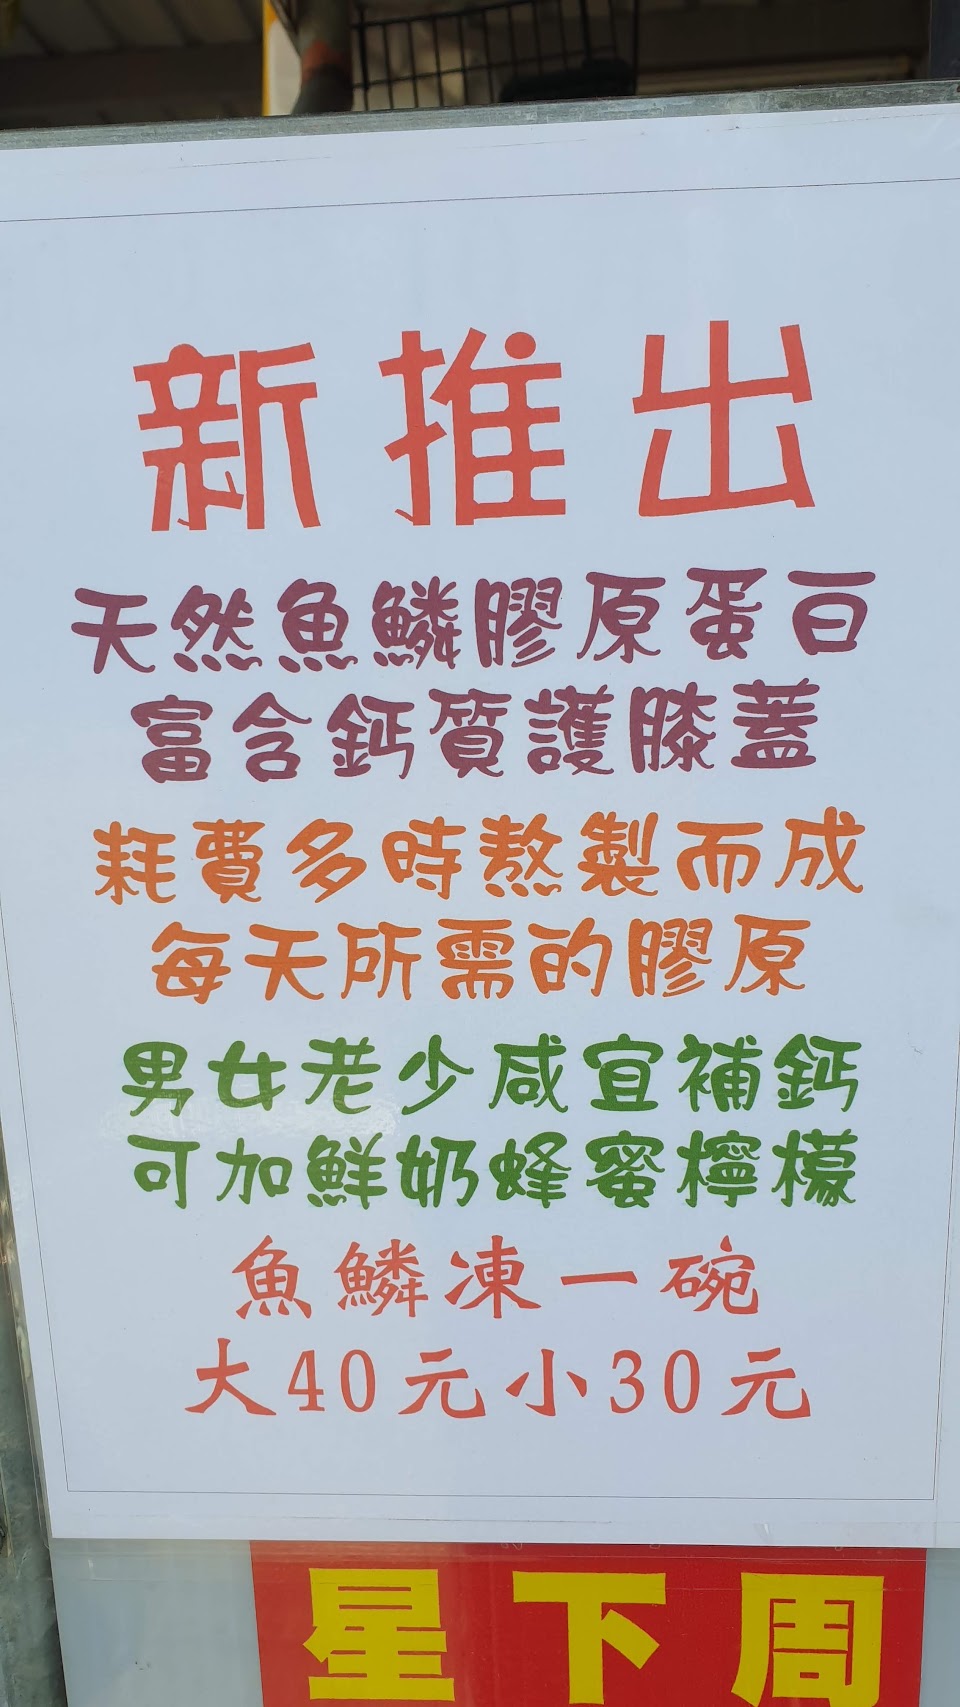 新推出
天然魚鱗膠原蛋白
富含鈣質護膝蓋
耗費多時熬製而成
每天所需的膠原
男女老少咸宜補鈣
可加鮮奶蜂蜜檸檬
魚鱗凍一碗
大40元小30元
星下周